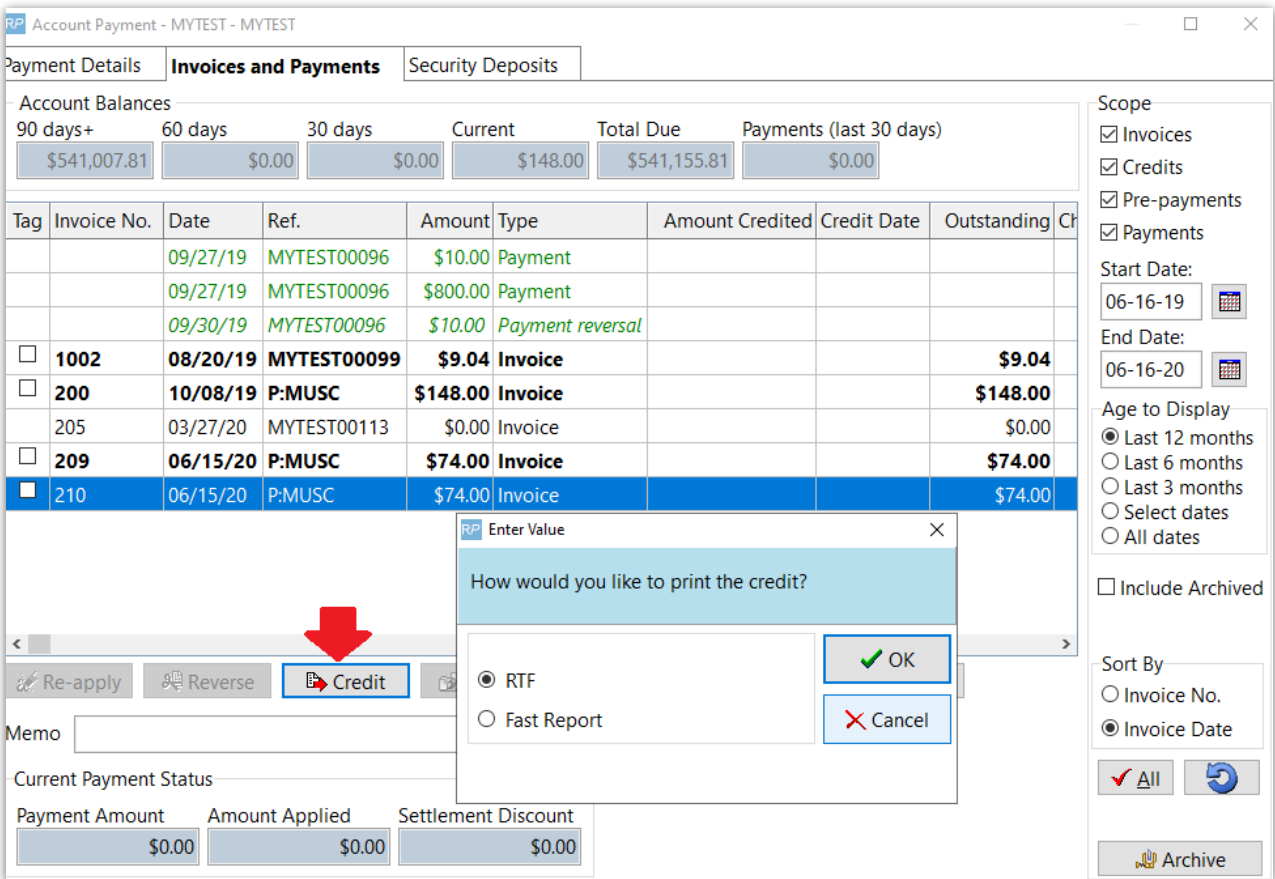 RP Account Payment - MYTEST - MYTEST
Payment Details Invoices and Payments Security Deposits
Account Balances
90 days+ 60 days 30 days Current Total Due Payments (last 30 days)
$541,007.81 $0.00 $0.00 $148.00 $541,155.81 $0.00
Tag Invoice No. Date Ref. Amount Type Amount Credited Credit Date Outstanding Ch
09/27/19 MYTEST00096 $10.00 Payment
09/27/19 MYTEST00096 $800.00 Payment
09/30/19 MYTEST00096 $10.00 Payment reversal
1002 08/20/19 MYTEST00099 $9.04 Invoice $9.04
200 10/08/19 P:MUSC $148.00 Invoice $148.00
205 03/27/20 MYTEST00113 $0.00 Invoice $0.00
209 06/15/20 P:MUSC $74.00 Invoice $74.00
210 06/15/20 P:MUSC $74.00 Invoice $74.00
RP Enter Value
How would you like to print the credit?
RTF
Fast Report
OK
Cancel
Re-apply Reverse Credit
Memo
Current Payment Status
Payment Amount Amount Applied Settlement Discount
$0.00 $0.00 $0.00
Scope
Invoices
Credits
Pre-payments
Payments
Start Date:
06-16-19
End Date:
06-16-20
Age to Display
Last 12 months
Last 6 months
Last 3 months
Select dates
All dates
Include Archived
Sort By
Invoice No.
Invoice Date
All
Archive